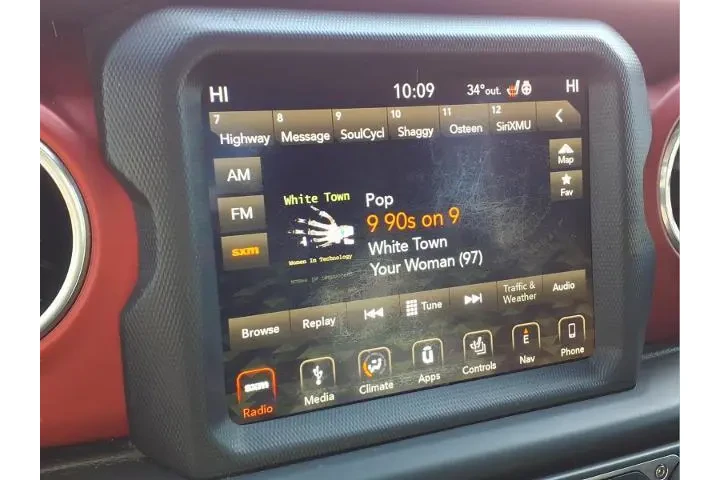 HI 10:09 34°out. HI
7 Highway
8 Message
9 SoulCycl
10 Shaggy
11 Osteen
12 SiriXMU
AM
FM
sxm
Map
Fav
White Town
Women in Technology
Pop
9 90s on 9
White Town
Your Woman (97)
Browse
Replay
Tune
Traffic &
Weather
Audio
sxm
Radio
Media
Climate
Apps
Controls
E
Nav
Phone